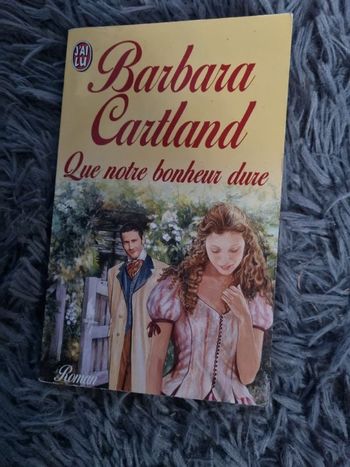 J'AI
LU
Barbara
Cartland
Que notre bonheur dure
Roman